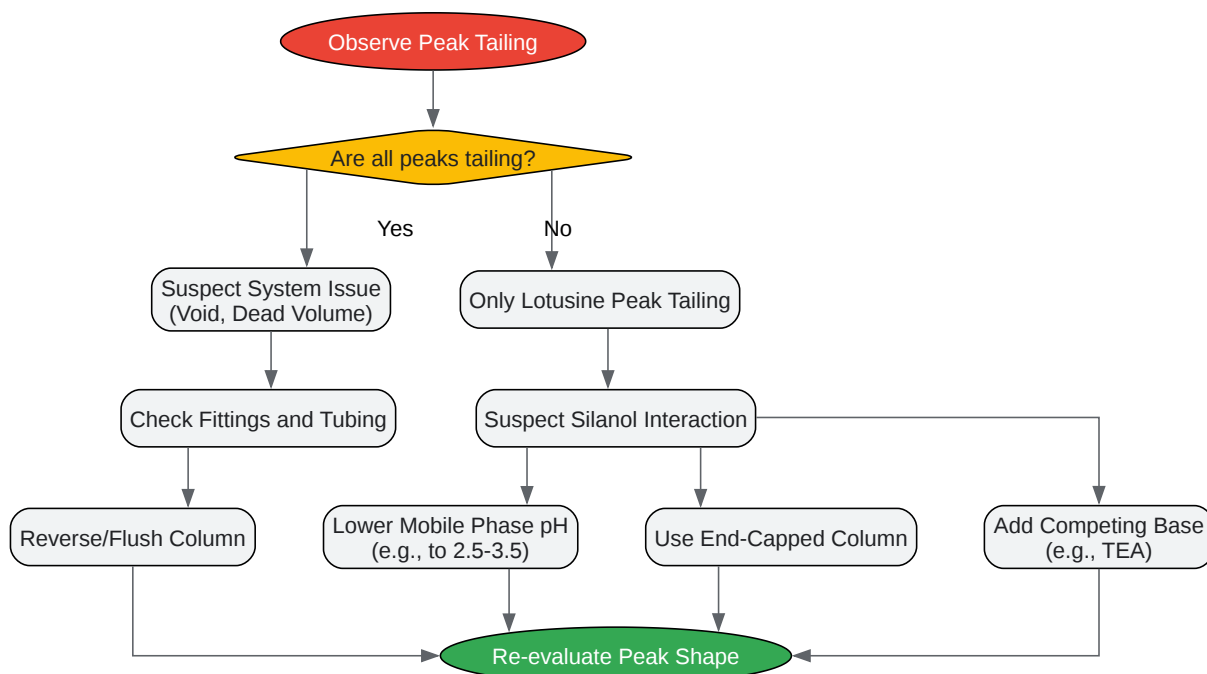 Observe Peak Tailing
Are all peaks tailing?
Yes
No
Suspect System Issue
(Void, Dead Volume)
Only Lotusine Peak Tailing
Check Fittings and Tubing
Suspect Silanol Interaction
Reverse/Flush Column
Lower Mobile Phase pH
(e.g., to 2.5-3.5)
Use End-Capped Column
Add Competing Base
(e.g., TEA)
Re-evaluate Peak Shape